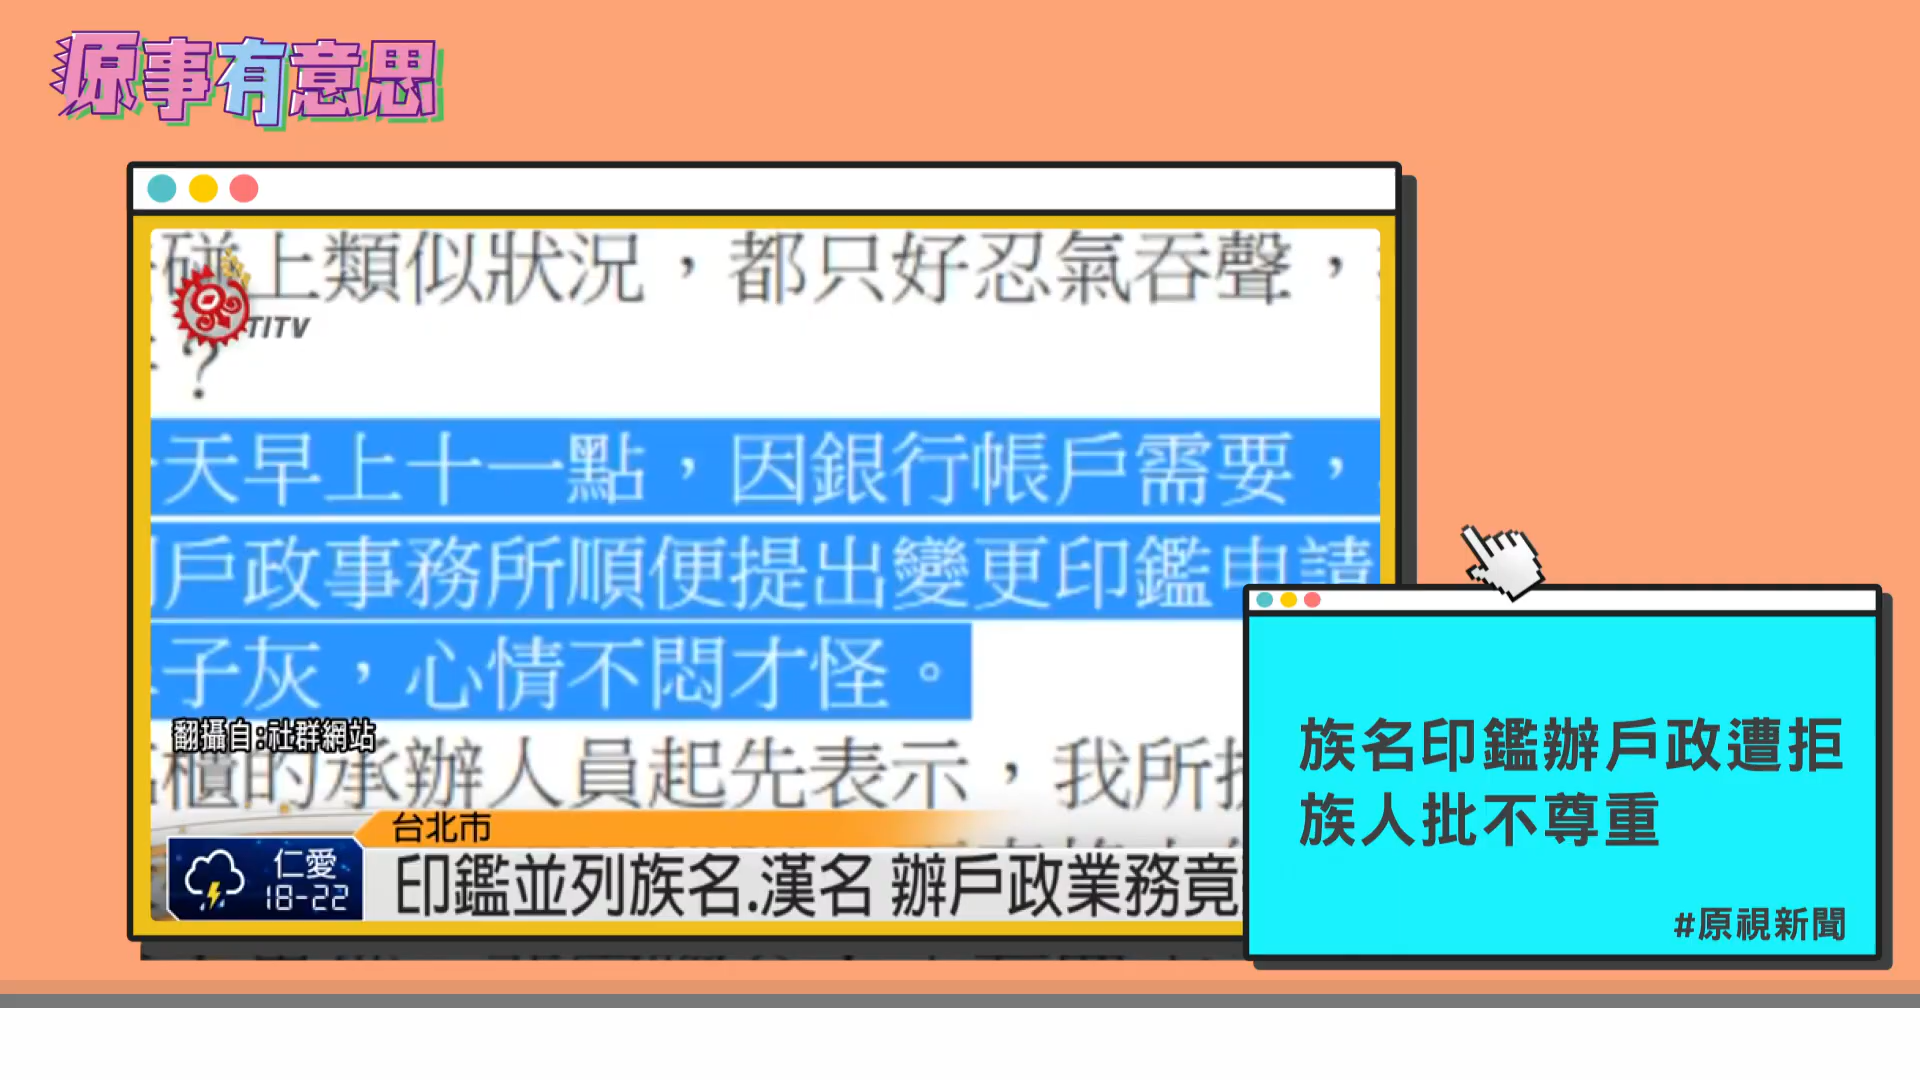 原事有意思
碰上類似狀況，都只好忍氣吞聲，
TITV
？
天早上十一點，因銀行帳戶需要，
戶政事務所順便提出變更印鑑申請
子灰，心情不悶才怪。
翻攝自:社群網站
櫃的承辦人員起先表示，我所
台北市
仁愛
18-22
印鑑並列族名.漢名 辦戶政業務竟
族名印鑑辦戶政遭拒
族人批不尊重
#原視新聞